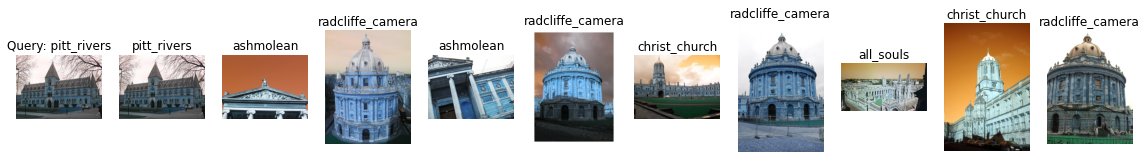 Query: pitt_rivers
pitt_rivers
ashmolean
radcliffe_camera
ashmolean
radcliffe_camera
christ_church
radcliffe_camera
all_souls
christ_church
radcliffe_camera